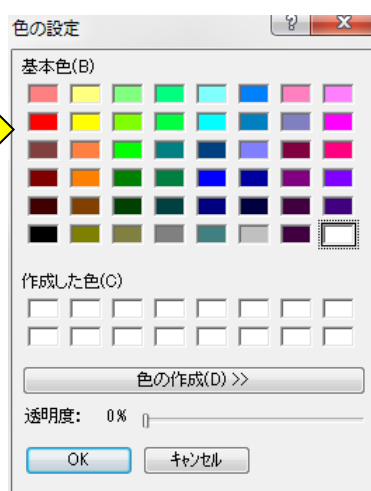 色の設定
基本色(B)
作成した色(C)
色の作成(D) >>
透明度: 0%
OK キャンセル